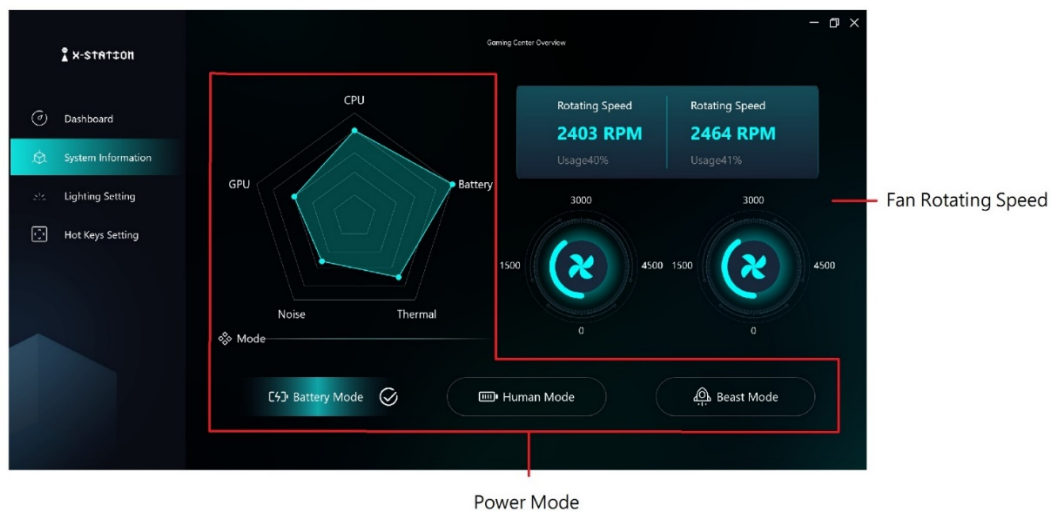 Gaming Center Overview
X-STATION
Dashboard
System Information
Lighting Setting
Hot Keys Setting
CPU
GPU
Battery
Noise
Thermal
Mode
Battery Mode
Human Mode
Beast Mode
Rotating Speed
2403 RPM
Usage40%
Rotating Speed
2464 RPM
Usage41%
3000
1500
4500
0
3000
1500
4500
0
Fan Rotating Speed
Power Mode